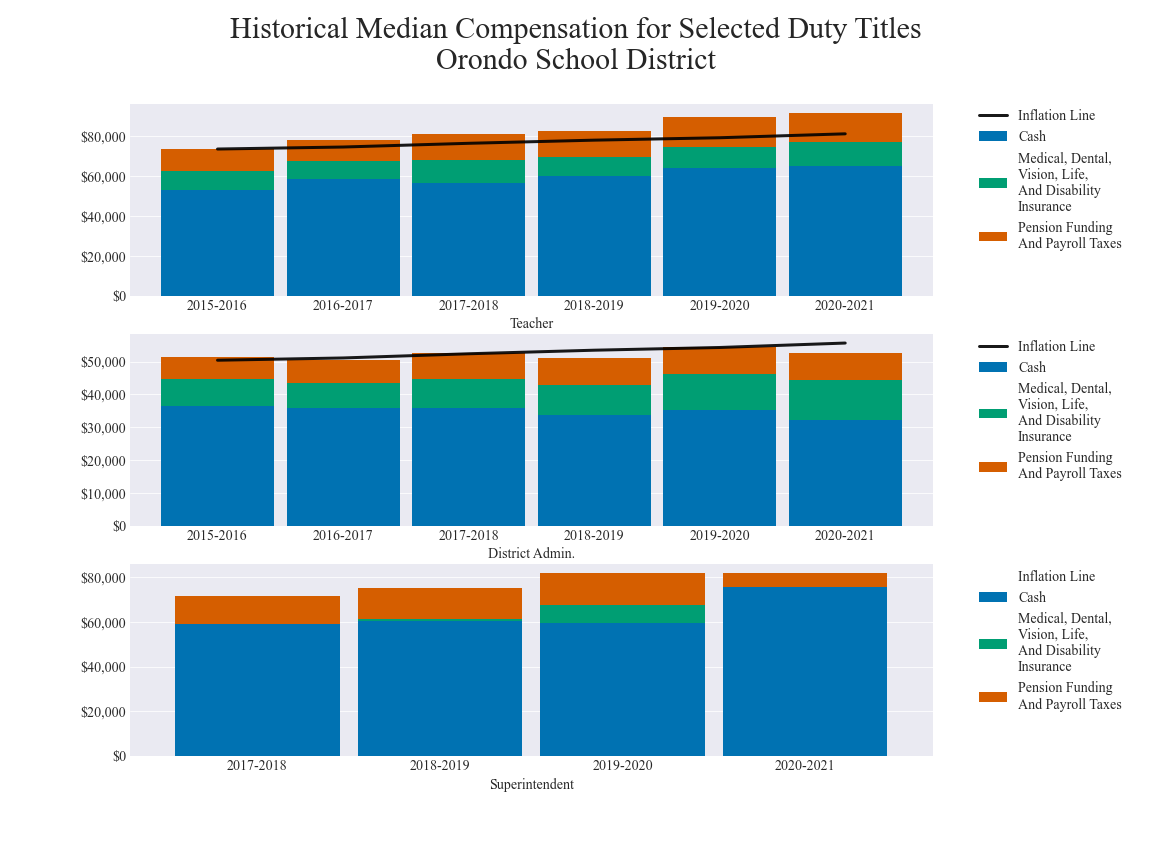 Historical Median Compensation for Selected Duty Titles
Orondo School District
$80,000
$60,000
$40,000
$20,000
$0
2015-2016 2016-2017 2017-2018 2018-2019 2019-2020 2020-2021
Teacher
Inflation Line
Cash
Medical, Dental,
Vision, Life,
And Disability
Insurance
Pension Funding
And Payroll Taxes
$50,000
$40,000
$30,000
$20,000
$10,000
$0
2015-2016 2016-2017 2017-2018 2018-2019 2019-2020 2020-2021
District Admin.
Inflation Line
Cash
Medical, Dental,
Vision, Life,
And Disability
Insurance
Pension Funding
And Payroll Taxes
$80,000
$60,000
$40,000
$20,000
$0
2017-2018 2018-2019 2019-2020 2020-2021
Superintendent
Inflation Line
Cash
Medical, Dental,
Vision, Life,
And Disability
Insurance
Pension Funding
And Payroll Taxes